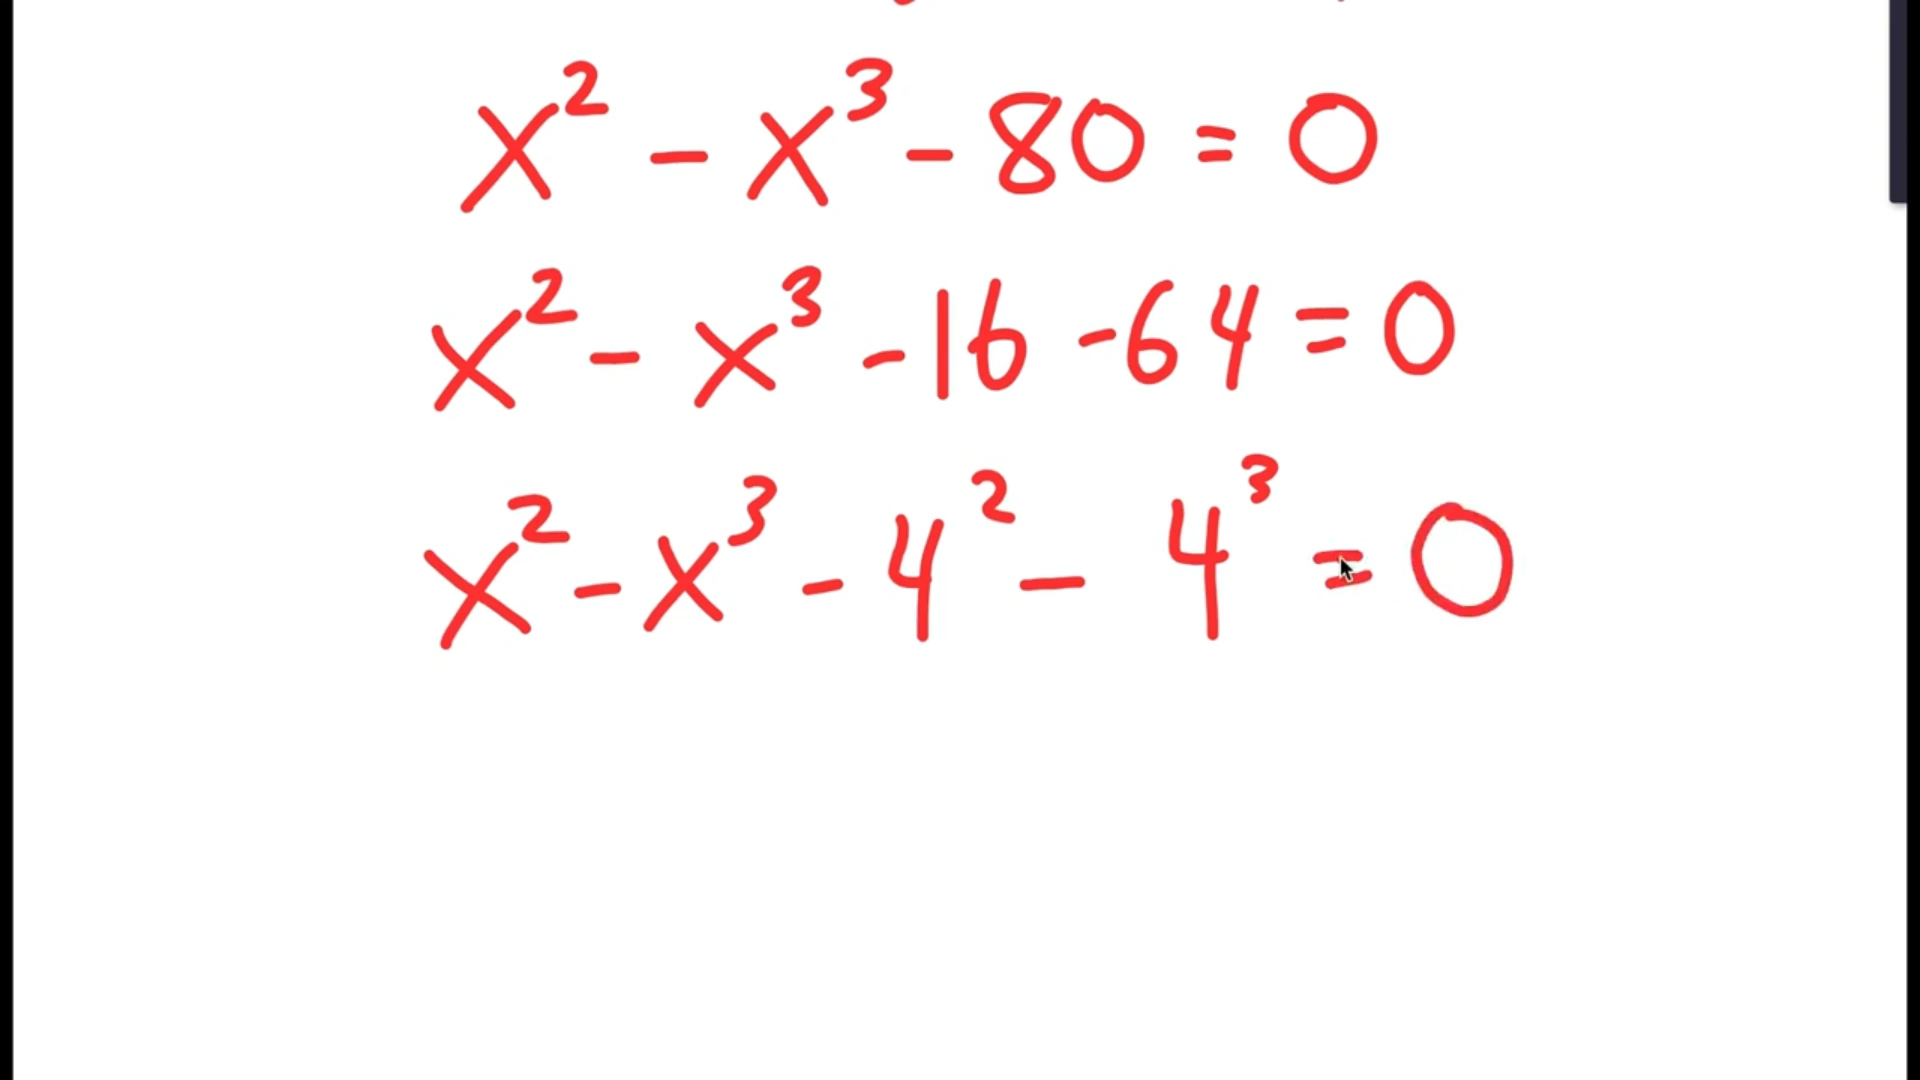 x² - x³ - 80 = 0
x² - x³ - 16 - 64 = 0
x² - x³ - 4² - 4³ = 0